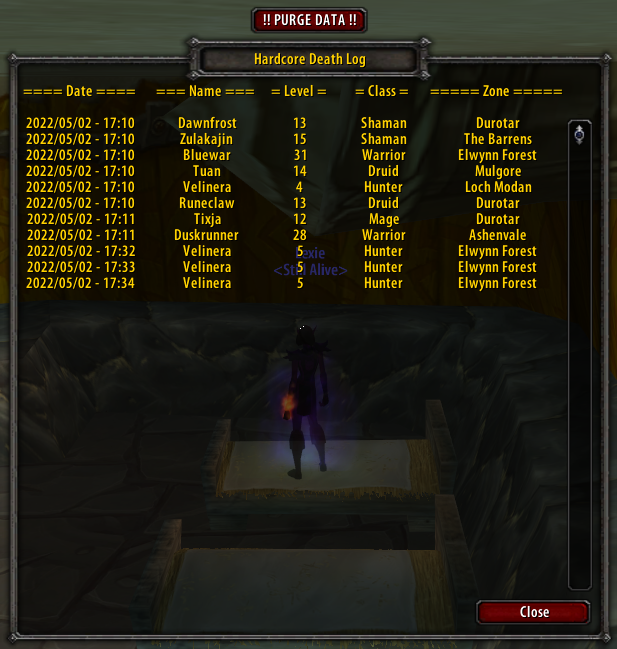 !! PURGE DATA !!
Hardcore Death Log
==== Date ==== === Name === = Level = = Class = ===== Zone =====
2022/05/02 - 17:10 Dawnfrost 13 Shaman Durotar
2022/05/02 - 17:10 Zulakajin 15 Shaman The Barrens
2022/05/02 - 17:10 Bluewar 31 Warrior Elwynn Forest
2022/05/02 - 17:10 Tuan 14 Druid Mulgore
2022/05/02 - 17:10 Velinera 4 Hunter Loch Modan
2022/05/02 - 17:10 Runeclaw 13 Druid Durotar
2022/05/02 - 17:11 Tixja 12 Mage Durotar
2022/05/02 - 17:11 Duskrunner 28 Warrior Ashenvale
2022/05/02 - 17:32 Velinera 5 Hunter Elwynn Forest
2022/05/02 - 17:33 Velinera 5 Hunter Elwynn Forest
2022/05/02 - 17:34 Velinera 5 Hunter Elwynn Forest
<Still Alive>
Close